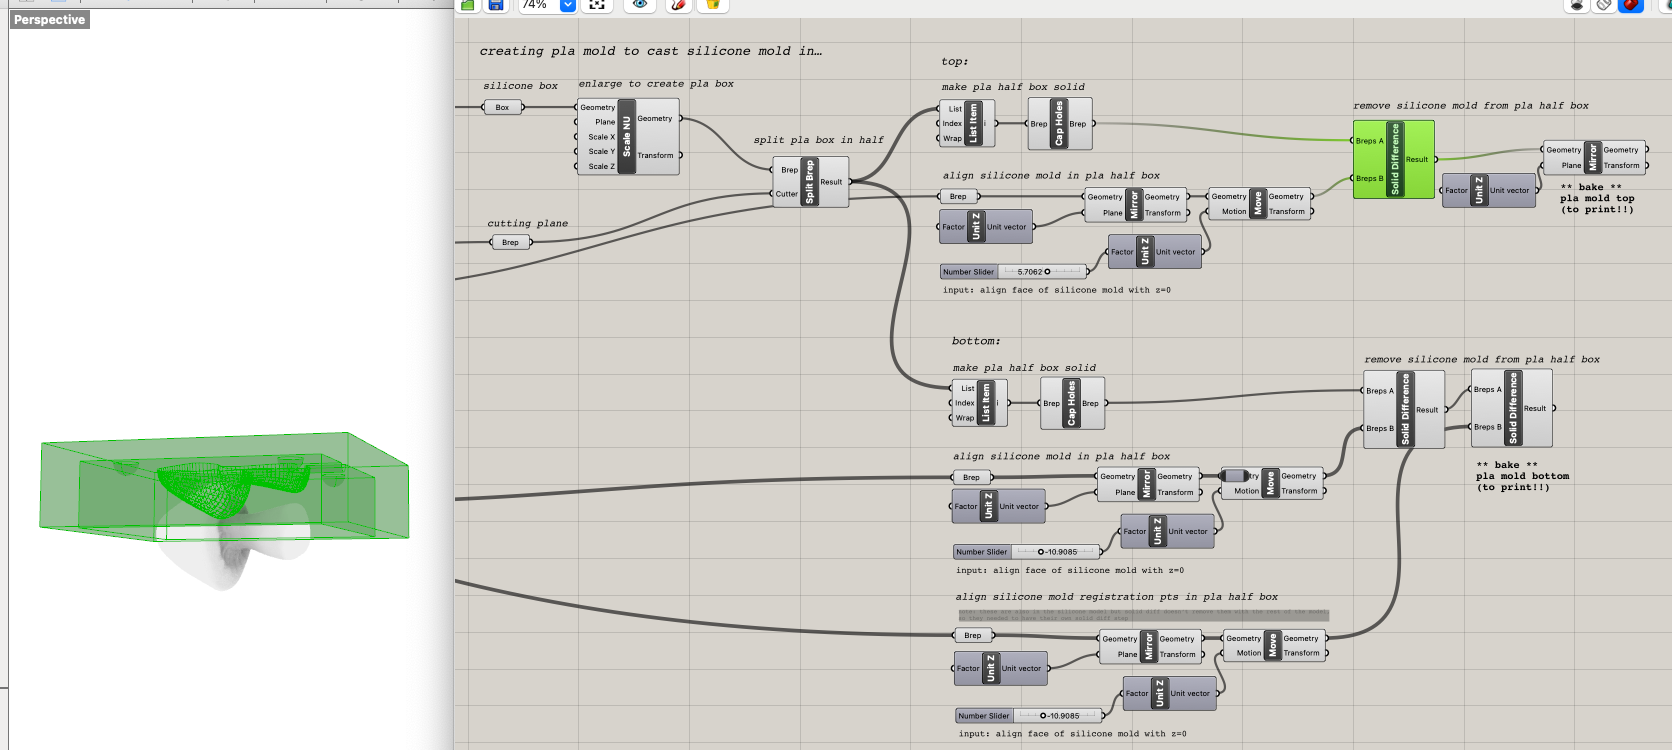 Perspective
74%
creating pla mold to cast silicone mold in…
silicone box
Box
enlarge to create pla box
Geometry
Plane
Scale X
Scale Y
Scale Z
Scale NU
Geometry
Transform
split pla box in half
Brep
Cutter
Split Brep
Result
cutting plane
Brep
top:
make pla half box solid
List
Index
Wrap
List Item
i
Brep
Cap Holes
Brep
align silicone mold in pla half box
Brep
Factor
Unit Z
Unit vector
Geometry
Plane
Mirror
Geometry
Transform
Geometry
Motion
Move
Geometry
Transform
Factor
Unit Z
Unit vector
Number Slider
5.7062
input: align face of silicone mold with z=0
remove silicone mold from pla half box
Breps A
Breps B
Solid Difference
Result
Factor
Unit Z
Unit vector
Geometry
Plane
Mirror
Geometry
Transform
** bake **
pla mold top
(to print!!)
bottom:
make pla half box solid
List
Index
Wrap
List Item
i
Brep
Cap Holes
Brep
align silicone mold in pla half box
Brep
Factor
Unit Z
Unit vector
Geometry
Plane
Mirror
Geometry
Transform
try
Motion
Move
Geometry
Transform
Factor
Unit Z
Unit vector
Number Slider
-10.9085
input: align face of silicone mold with z=0
remove silicone mold from pla half box
Breps A
Breps B
Solid Difference
Result
Breps A
Breps B
Solid Difference
Result
** bake **
pla mold bottom
(to print!!)
align silicone mold registration pts in pla half box
Brep
Factor
Unit Z
Unit vector
Geometry
Plane
Mirror
Geometry
Transform
Geometry
Motion
Move
Geometry
Transform
Factor
Unit Z
Unit vector
Number Slider
-10.9085
input: align face of silicone mold with z=0